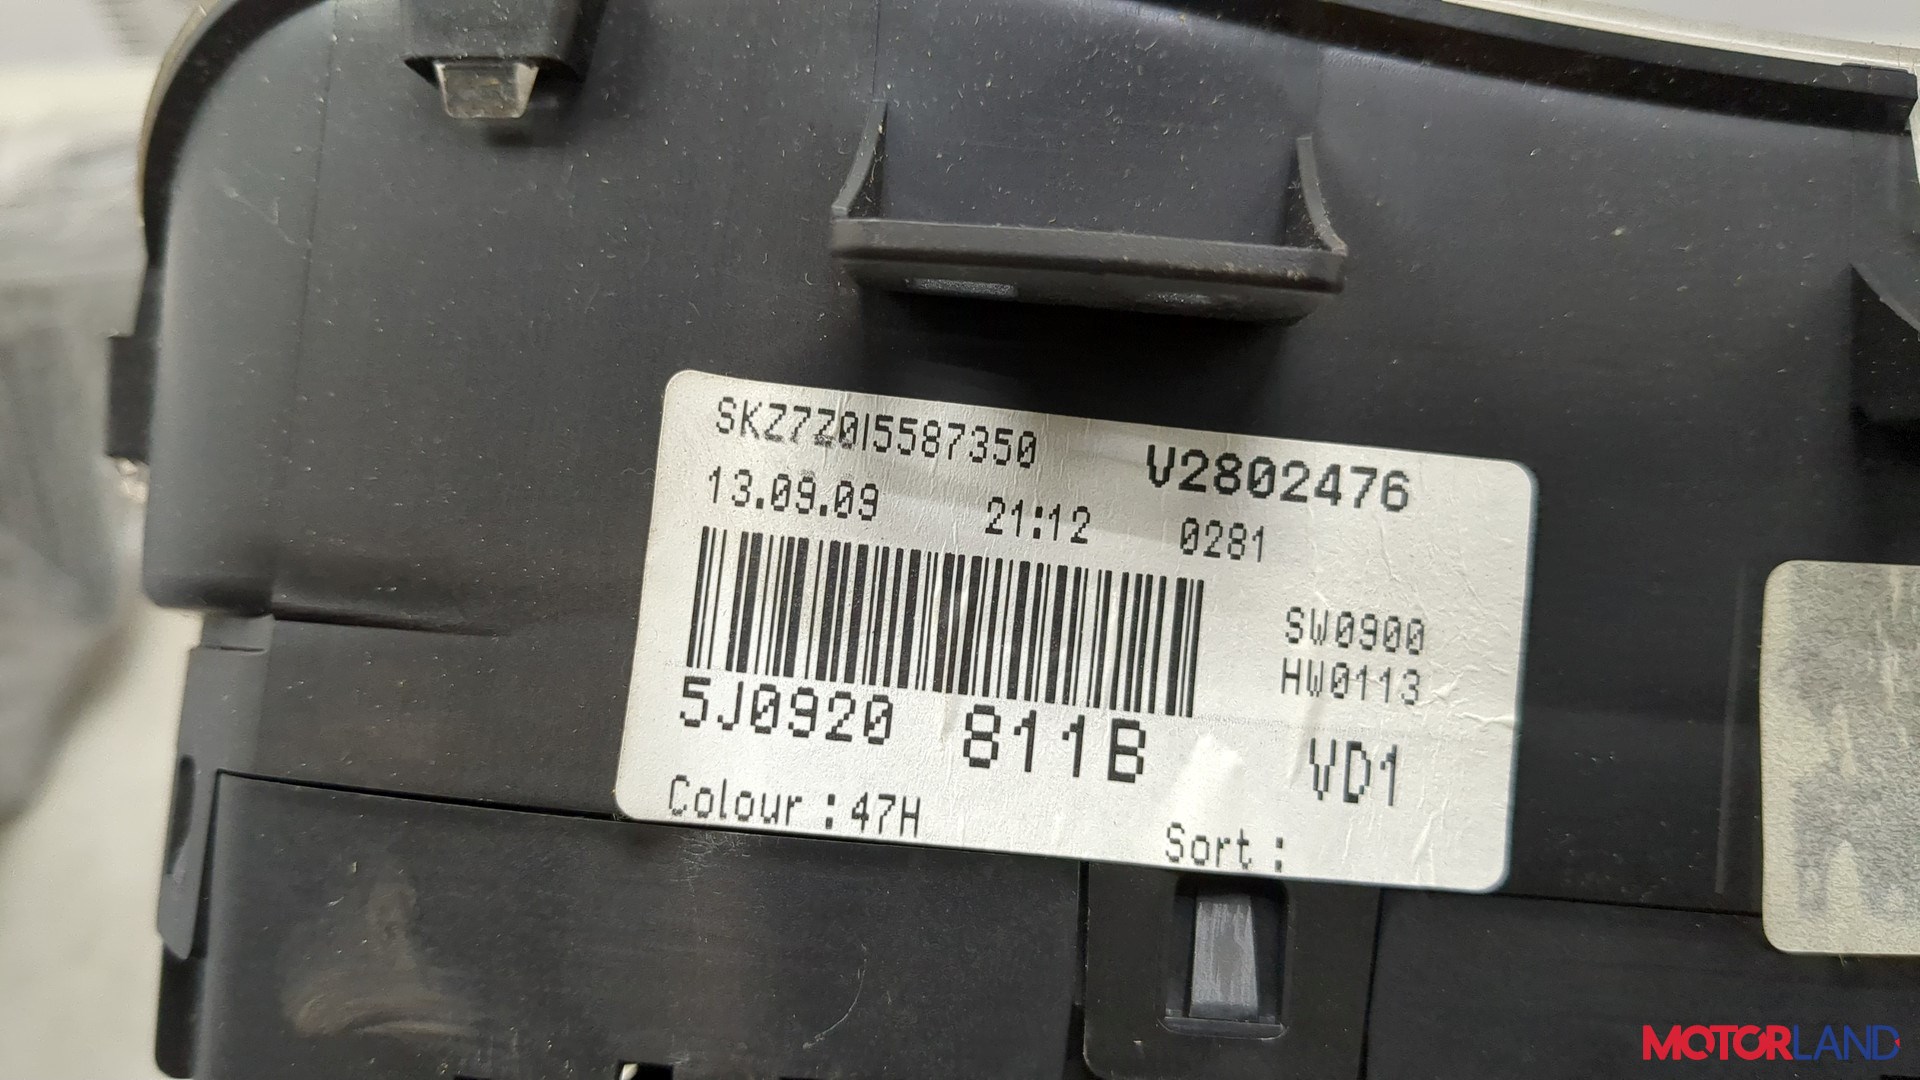 SKZ7Z0I5587350
V2802476
13.09.09 21:12 0281
SW0900
HW0113
5J0920 811B
VD1
Colour : 47H
Sort :
MOTORLAND